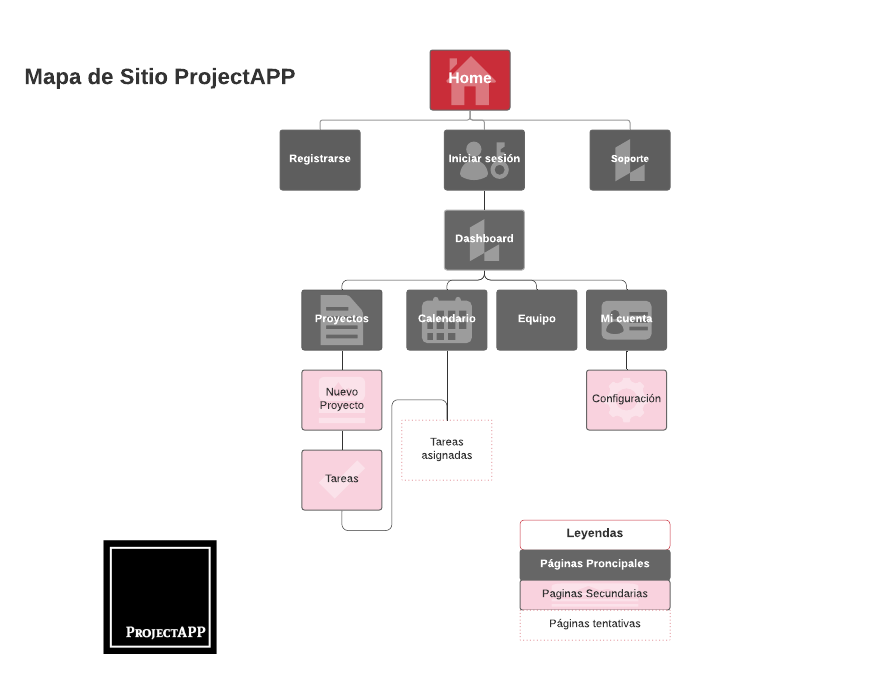 Mapa de Sitio ProjectAPP
Home
Registrarse
Iniciar sesión
Soporte
Dashboard
Proyectos
Calendario
Equipo
Mi cuenta
Nuevo
Proyecto
Configuración
Tareas
asignadas
Tareas
Leyendas
Páginas Proncipales
Paginas Secundarias
Páginas tentativas
PROJECTAPP